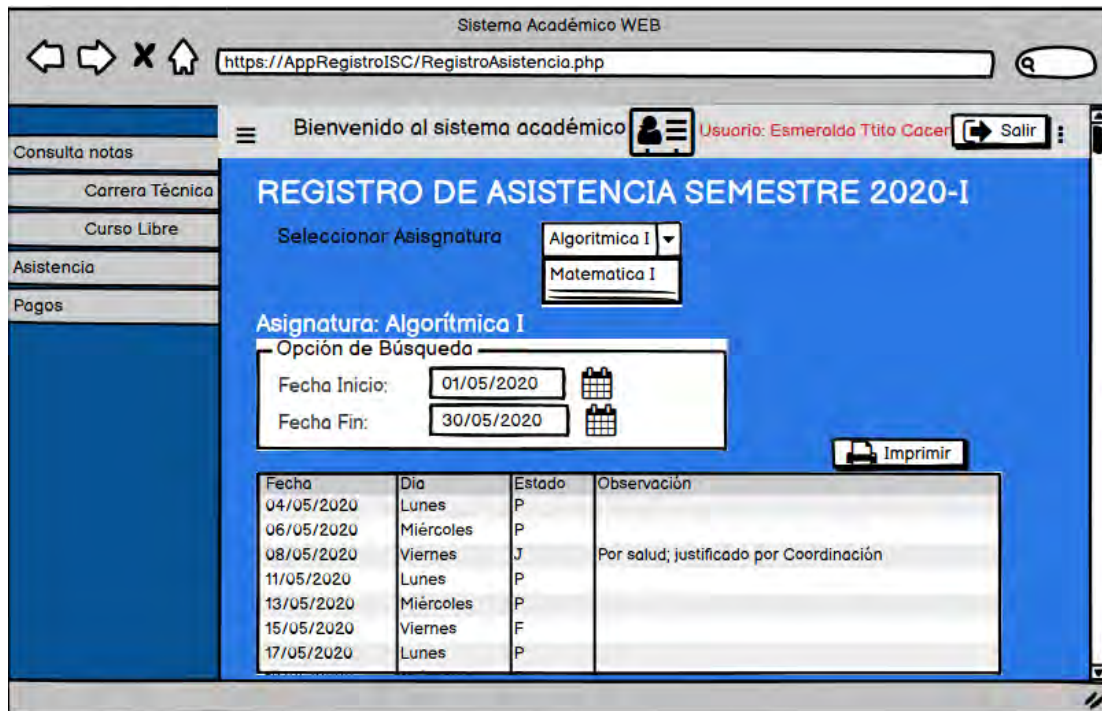 Sistema Académico WEB
https://AppRegistroISC/RegistroAsistencia.php
Bienvenido al sistema académico
Usuario: Esmeralda Ttito Cacer
Salir
Consulta notas
Carrera Técnica
Curso Libre
Asistencia
Pagos
REGISTRO DE ASISTENCIA SEMESTRE 2020-I
Seleccionar Asisgnatura
Algoritmica I
Matematica I
Asignatura: Algorítmica I
Opción de Búsqueda
Fecha Inicio: 01/05/2020
Fecha Fin: 30/05/2020
Imprimir
Fecha Dia Estado Observación
04/05/2020 Lunes P
06/05/2020 Miércoles P
08/05/2020 Viernes J Por salud; justificado por Coordinación
11/05/2020 Lunes P
13/05/2020 Miércoles P
15/05/2020 Viernes F
17/05/2020 Lunes P